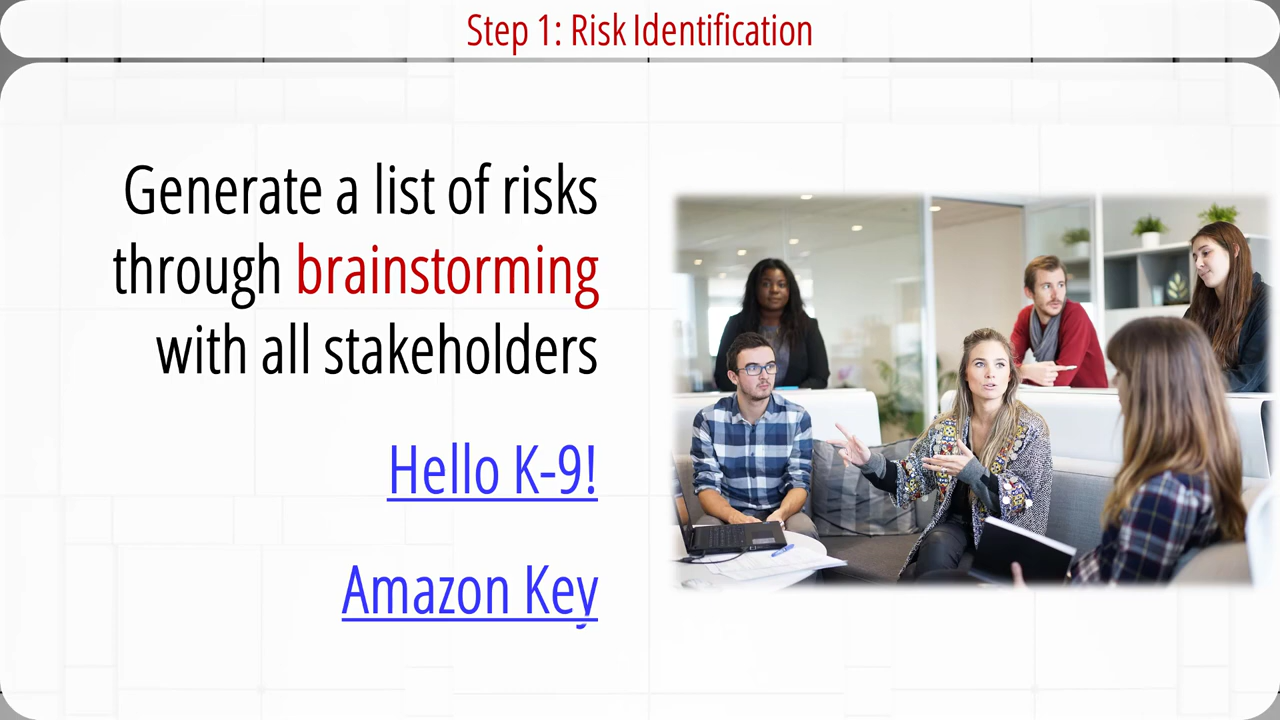 Step 1: Risk Identification
Generate a list of risks
through brainstorming
with all stakeholders
Hello K-9!
Amazon Key